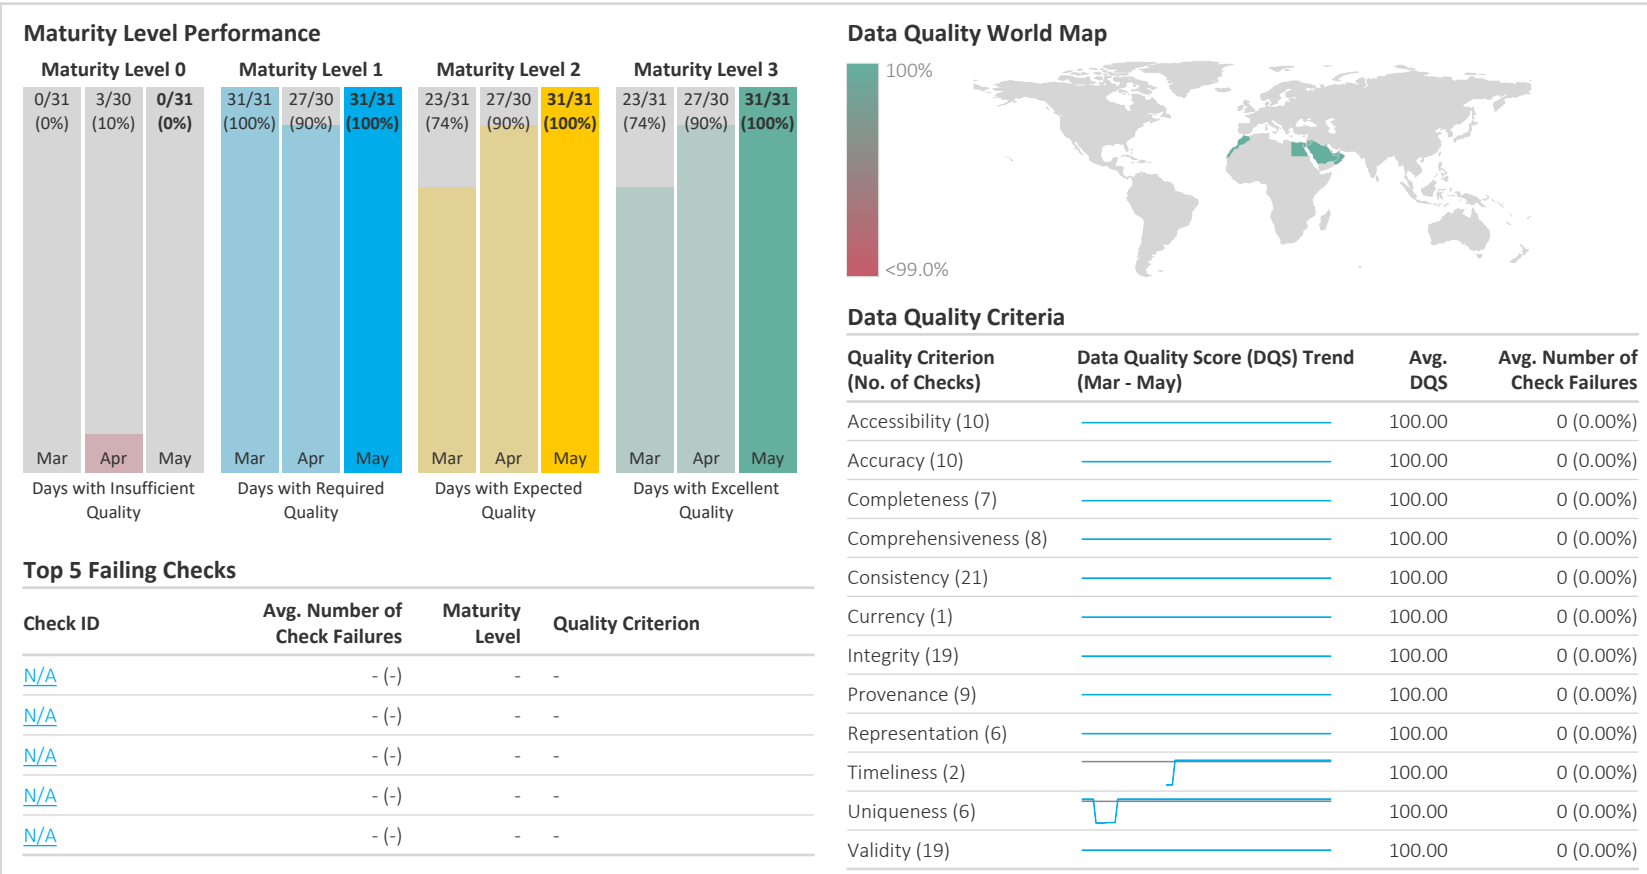 Maturity Level Performance
Maturity Level 0
Maturity Level 1
Maturity Level 2
Maturity Level 3
0/31 3/30 0/31
(0%) (10%) (0%)
31/31 27/30 31/31
(100%) (90%) (100%)
23/31 27/30 31/31
(74%) (90%) (100%)
23/31 27/30 31/31
(74%) (90%) (100%)
Mar Apr May
Mar Apr May
Mar Apr May
Mar Apr May
Days with Insufficient
Quality
Days with Required
Quality
Days with Expected
Quality
Days with Excellent
Quality
Top 5 Failing Checks
Check ID
Avg. Number of
Check Failures
Maturity
Level
Quality Criterion
N/A - (-) - -
N/A - (-) - -
N/A - (-) - -
N/A - (-) - -
N/A - (-) - -
Data Quality World Map
100%
<99.0%
Data Quality Criteria
Quality Criterion
(No. of Checks)
Data Quality Score (DQS) Trend
(Mar - May)
Avg.
DQS
Avg. Number of
Check Failures
Accessibility (10) 100.00 0 (0.00%)
Accuracy (10) 100.00 0 (0.00%)
Completeness (7) 100.00 0 (0.00%)
Comprehensiveness (8) 100.00 0 (0.00%)
Consistency (21) 100.00 0 (0.00%)
Currency (1) 100.00 0 (0.00%)
Integrity (19) 100.00 0 (0.00%)
Provenance (9) 100.00 0 (0.00%)
Representation (6) 100.00 0 (0.00%)
Timeliness (2) 100.00 0 (0.00%)
Uniqueness (6) 100.00 0 (0.00%)
Validity (19) 100.00 0 (0.00%)